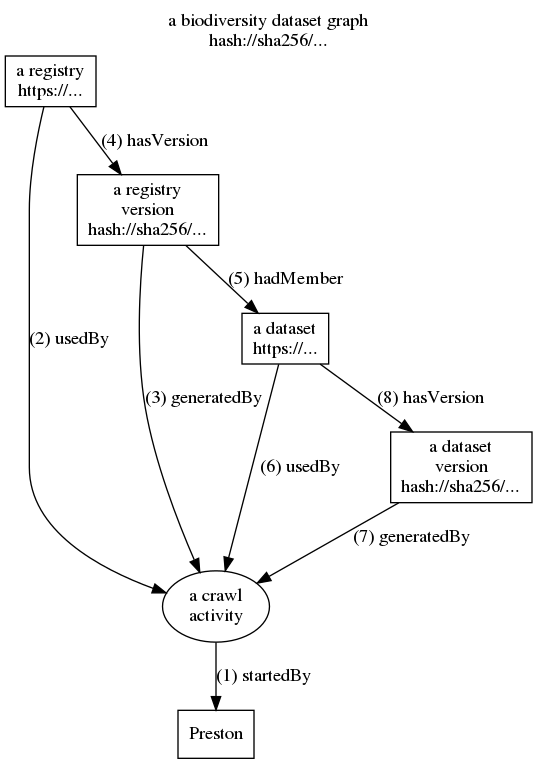 a biodiversity dataset graph
hash://sha256/...
a registry
https://...
(4) hasVersion
a registry
version
hash://sha256/...
(5) hadMember
a dataset
https://...
(2) usedBy
(3) generatedBy
(8) hasVersion
a dataset
version
hash://sha256/...
(6) usedBy
(7) generatedBy
a crawl
activity
(1) startedBy
Preston